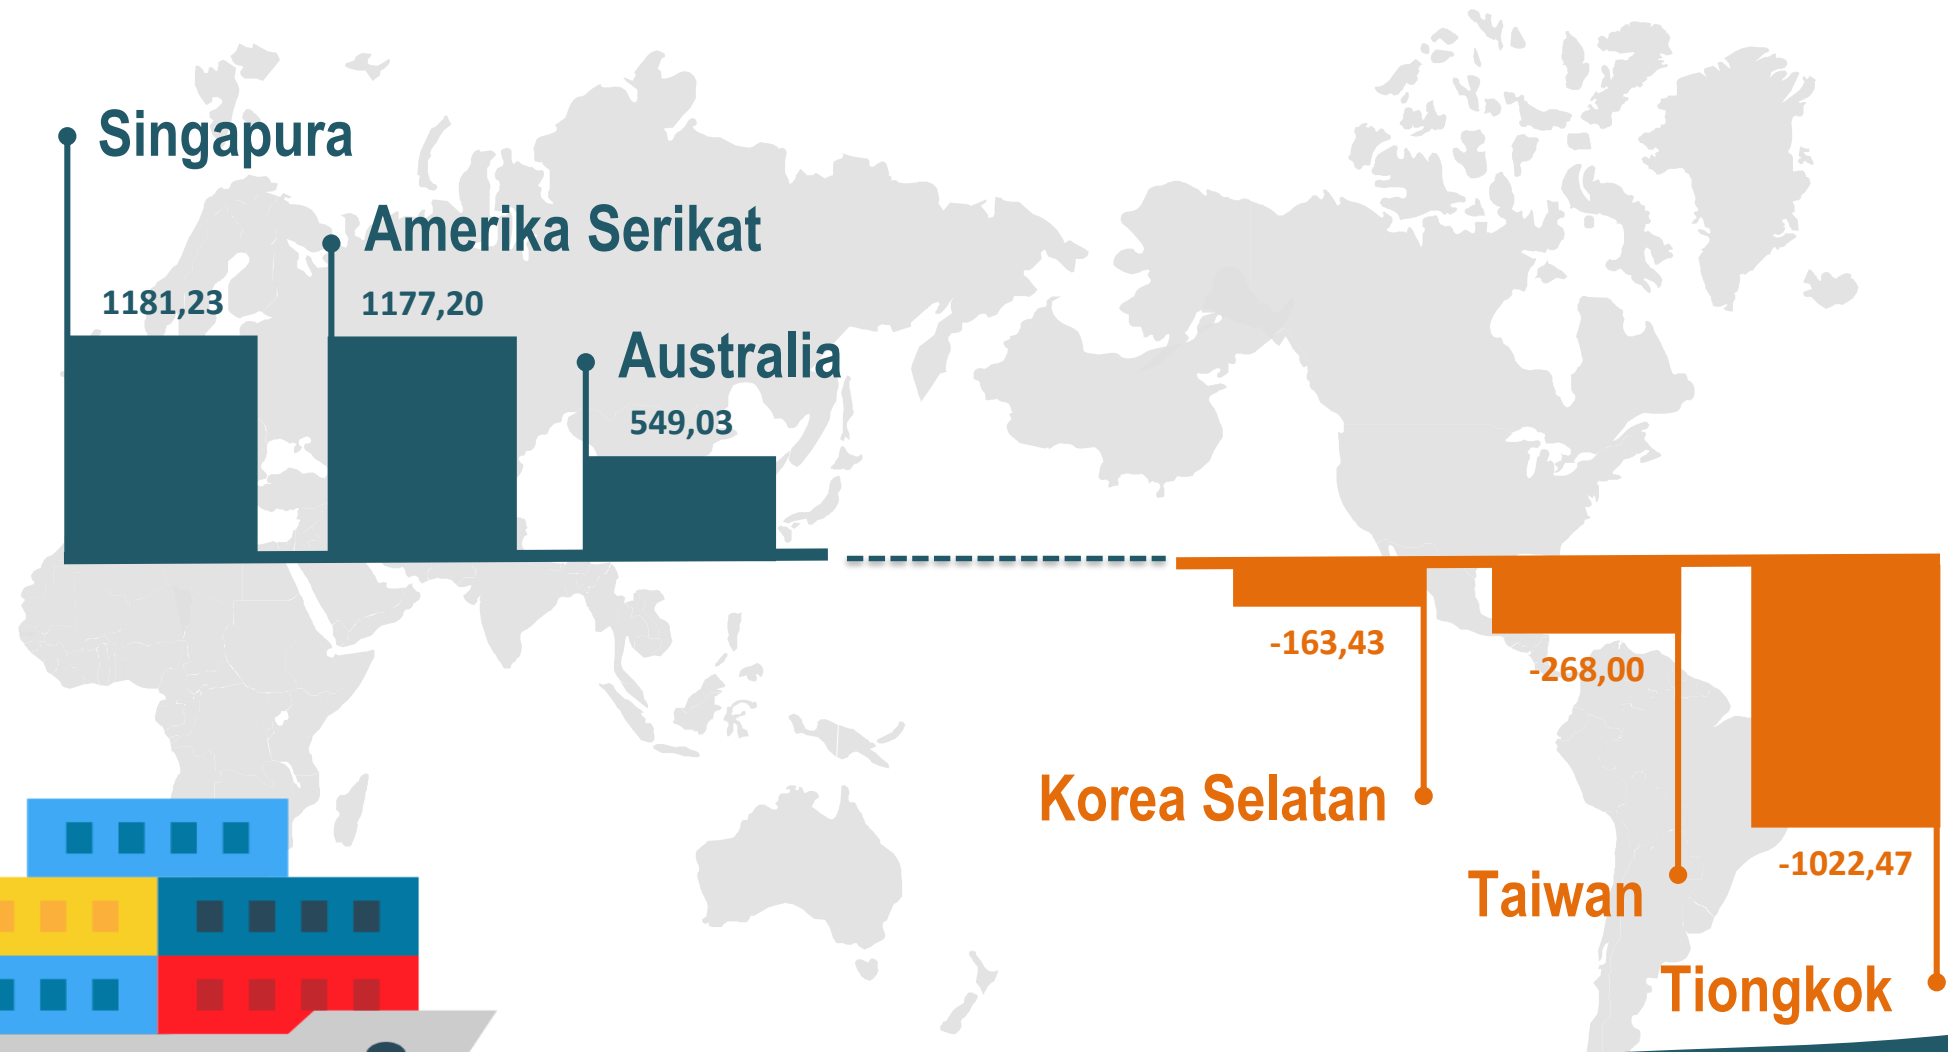 Singapura
1181,23
Amerika Serikat
1177,20
Australia
549,03
-163,43
Korea Selatan
-268,00
Taiwan
-1022,47
Tiongkok